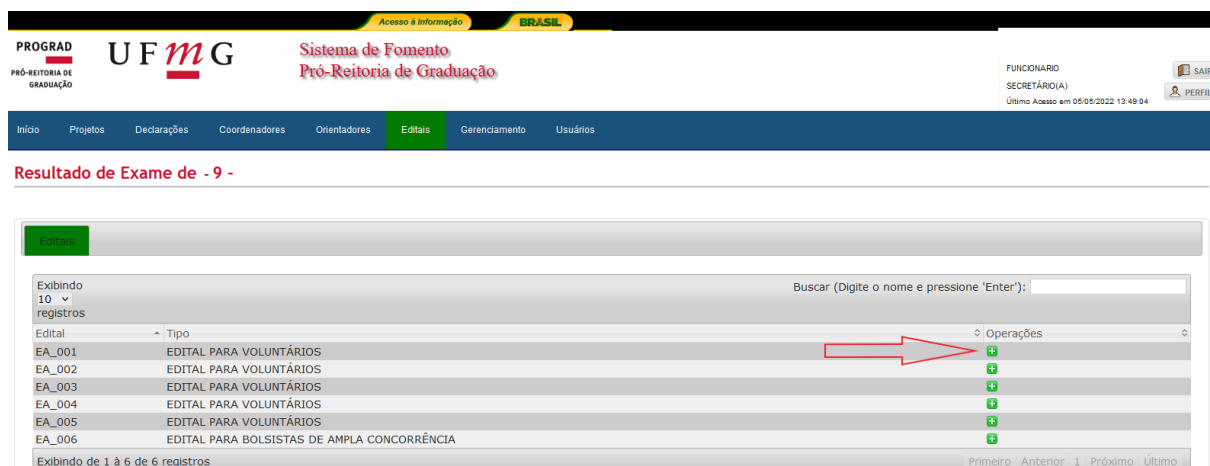 Acesso à Informação BRASIL
PROGRAD
PRÓ-REITORIA DE
GRADUAÇÃO
UFMG
Sistema de Fomento
Pró-Reitoria de Graduação
FUNCIONARIO
SECRETÁRIO(A)
Último Acesso em 05/05/2022 13:49:04
SAIR
PERFIL
Início Projetos Declarações Coordenadores Orientadores Editais Gerenciamento Usuários
Resultado de Exame de - 9 -
Editais
Exibindo
10
registros
Buscar (Digite o nome e pressione 'Enter'):
Edital Tipo Operações
EA_001 EDITAL PARA VOLUNTÁRIOS
EA_002 EDITAL PARA VOLUNTÁRIOS
EA_003 EDITAL PARA VOLUNTÁRIOS
EA_004 EDITAL PARA VOLUNTÁRIOS
EA_005 EDITAL PARA VOLUNTÁRIOS
EA_006 EDITAL PARA BOLSISTAS DE AMPLA CONCORRÊNCIA
Exibindo de 1 à 6 de 6 registros Primeiro Anterior 1 Próximo Último